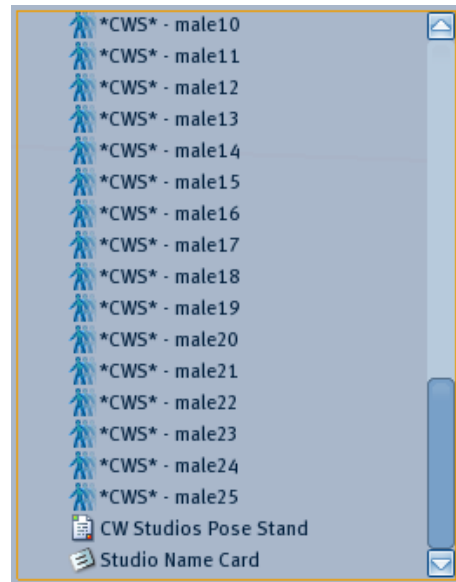 *CWS* - male10
*CWS* - male11
*CWS* - male12
*CWS* - male13
*CWS* - male14
*CWS* - male15
*CWS* - male16
*CWS* - male17
*CWS* - male18
*CWS* - male19
*CWS* - male20
*CWS* - male21
*CWS* - male22
*CWS* - male23
*CWS* - male24
*CWS* - male25
CW Studios Pose Stand
Studio Name Card